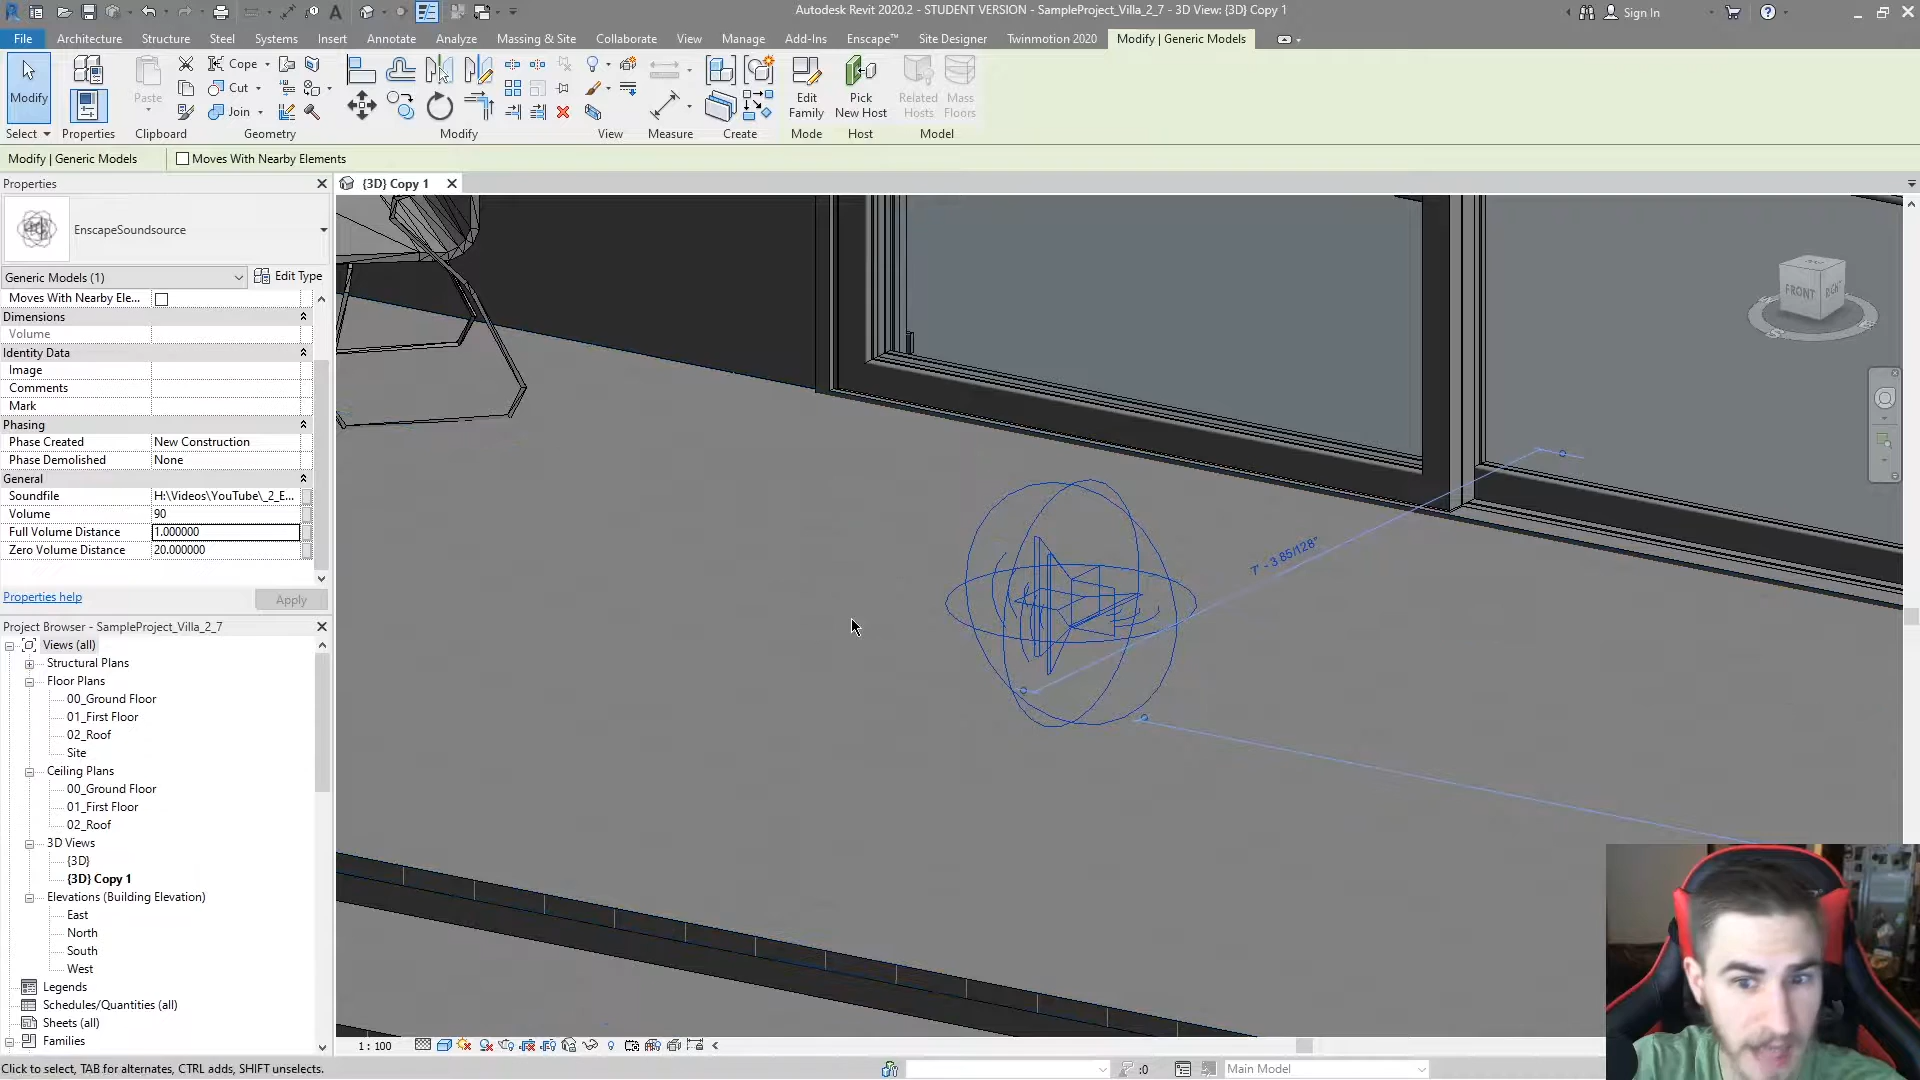 Autodesk Revit 2020.2 - STUDENT VERSION - SampleProject_Villa_2_7 - 3D View: {3D} Copy 1
Sign In
File Architecture Structure Steel Systems Insert Annotate Analyze Massing & Site Collaborate View Manage Add-Ins Enscape™ Site Designer Twinmotion 2020 Modify | Generic Models
Modify
Paste
Cope
Cut
Join
Edit Family
Pick New Host
Related Hosts
Mass Floors
Select Properties Clipboard Geometry Modify View Measure Create Mode Host Model
Modify | Generic Models Moves With Nearby Elements
Properties
{3D} Copy 1
EnscapeSoundsource
Generic Models (1) Edit Type
Moves With Nearby Ele...
Dimensions
Volume
Identity Data
Image
Comments
Mark
Phasing
Phase Created New Construction
Phase Demolished None
General
Soundfile H:\Videos\YouTube\_2_E...
Volume 90
Full Volume Distance 1.000000
Zero Volume Distance 20.000000
Properties help Apply
Project Browser - SampleProject_Villa_2_7
Views (all)
Structural Plans
Floor Plans
00_Ground Floor
01_First Floor
02_Roof
Site
Ceiling Plans
00_Ground Floor
01_First Floor
02_Roof
3D Views
{3D}
{3D} Copy 1
Elevations (Building Elevation)
East
North
South
West
Legends
Schedules/Quantities (all)
Sheets (all)
Families
FRONT
RIGHT
7' - 3 85/128"
1 : 100
Click to select, TAB for alternates, CTRL adds, SHIFT unselects.
:0
Main Model